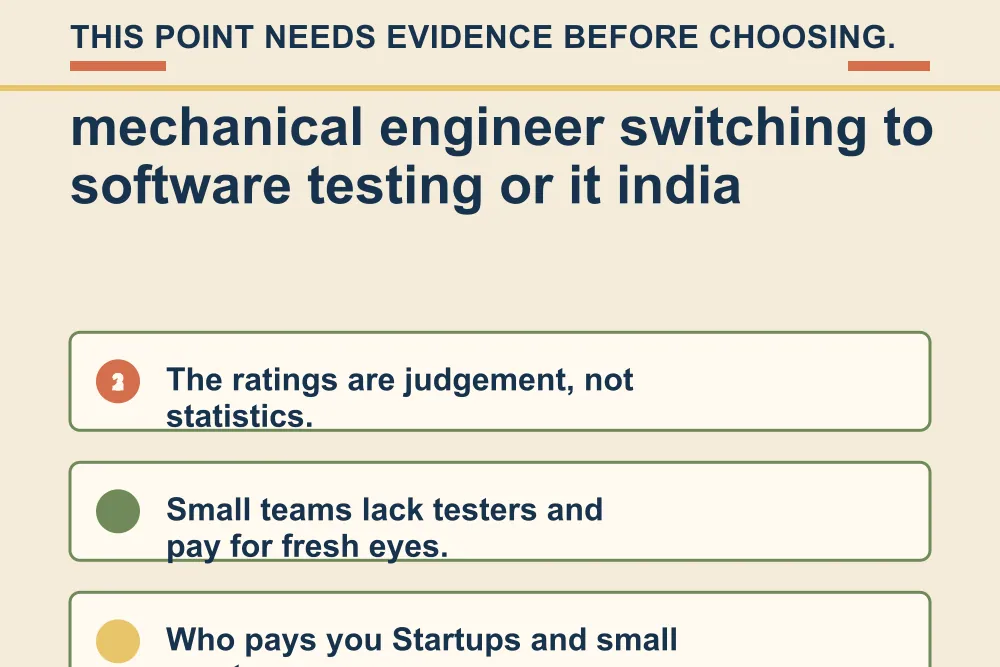 THIS POINT NEEDS EVIDENCE BEFORE CHOOSING.
mechanical engineer switching to
software testing or it india
The ratings are judgement, not
statistics.
Small teams lack testers and
pay for fresh eyes.
Who pays you Startups and small